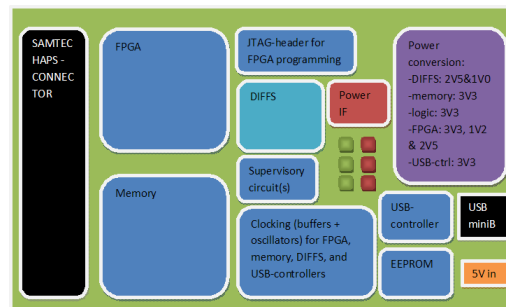 SAMTEC
HAPS -
CONNEC
TOR
FPGA
JTAG-header for
FPGA programming
DIFFS
Power
IF
Power
conversion:
-DIFFS: 2V5&1V0
-memory: 3V3
-logic: 3V3
-FPGA: 3V3, 1V2
& 2V5
-USB-ctrl: 3V3
Supervisory
circuit(s)
Memory
Clocking (buffers +
oscillators) for FPGA,
memory, DIFFS, and
USB-controllers
USB-
controller
USB
miniB
EEPROM
5V in